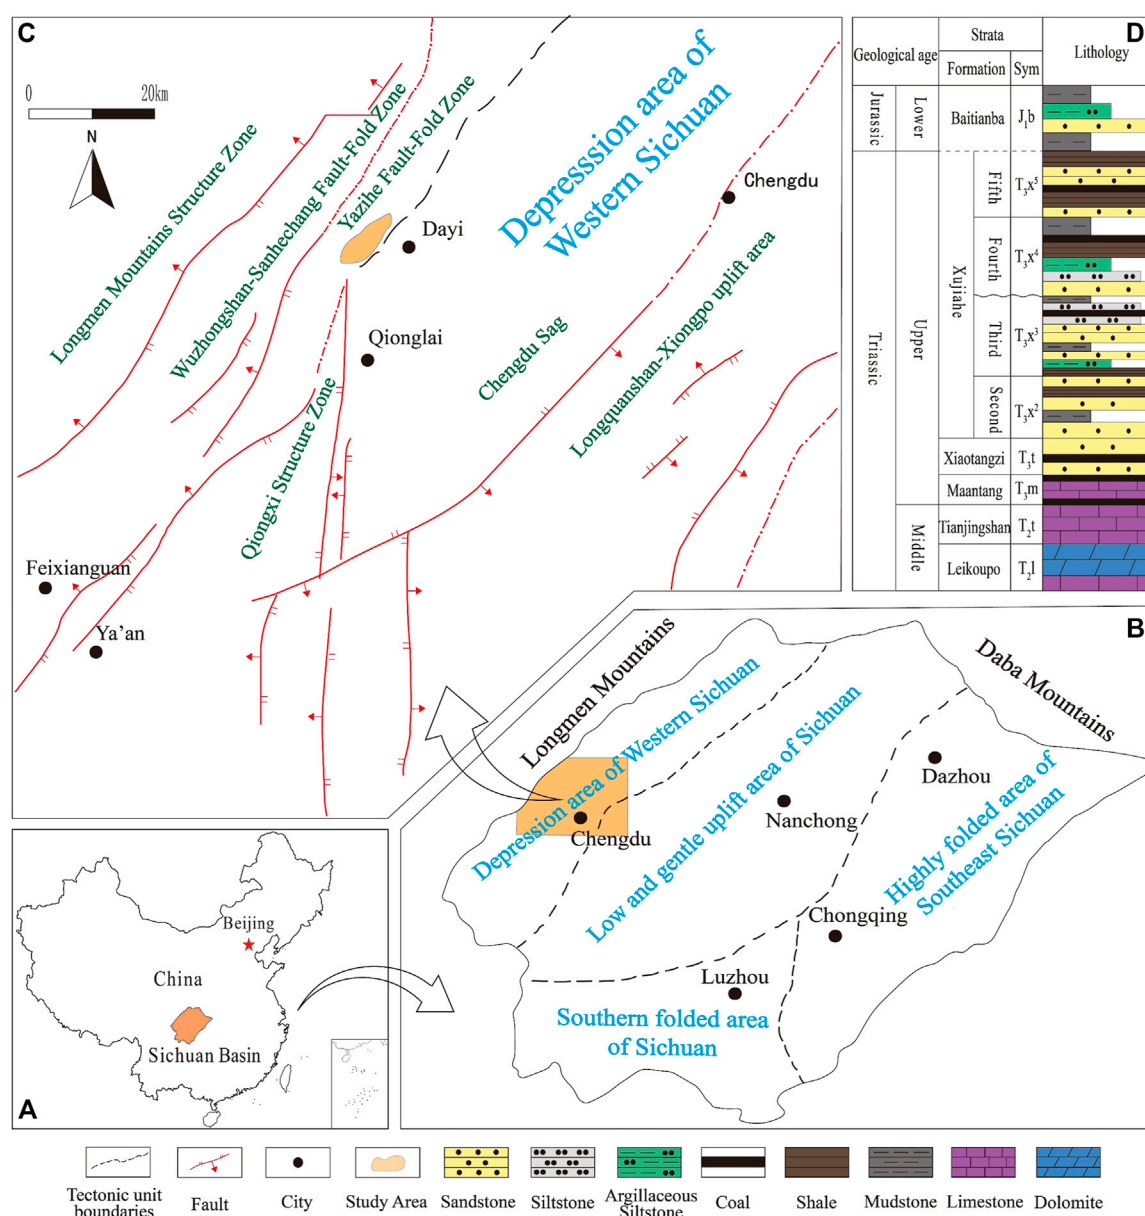 C
0
20km
N
Longmen Mountains Structure Zone
Wuzhongshan-Sanhechang Fault-Fold Zone
Yazihe Fault-Fold Zone
Depresssion area of
Western Sichuan
Chengdu
Dayi
Qionglai
Chengdu Sag
Longquanshan-Xiongpo uplift area
Qiongxi Structure Zone
Feixianguan
Ya'an
D
Geological age
Strata
Lithology
Formation
Sym
Jurassic
Lower
Baitianba
J₁b
Triassic
Upper
Xujiahe
Fifth
T₃x⁵
Fourth
T₃x⁴
Third
T₃x³
Second
T₃x²
Xiaotangzi
T₃t
Maantang
T₃m
Middle
Tianjingshan
T₂t
Leikoupo
T₂l
B
Longmen Mountains
Daba Mountains
Depression area of Western Sichuan
Low and gentle uplift area of Sichuan
Highly folded area of
Southeast Sichuan
Southern folded area
of Sichuan
Chengdu
Nanchong
Dazhou
Chongqing
Luzhou
Beijing
China
Sichuan Basin
A
Tectonic unit
boundaries
Fault
City
Study Area
Sandstone
Siltstone
Argillaceous
Siltstone
Coal
Shale
Mudstone
Limestone
Dolomite